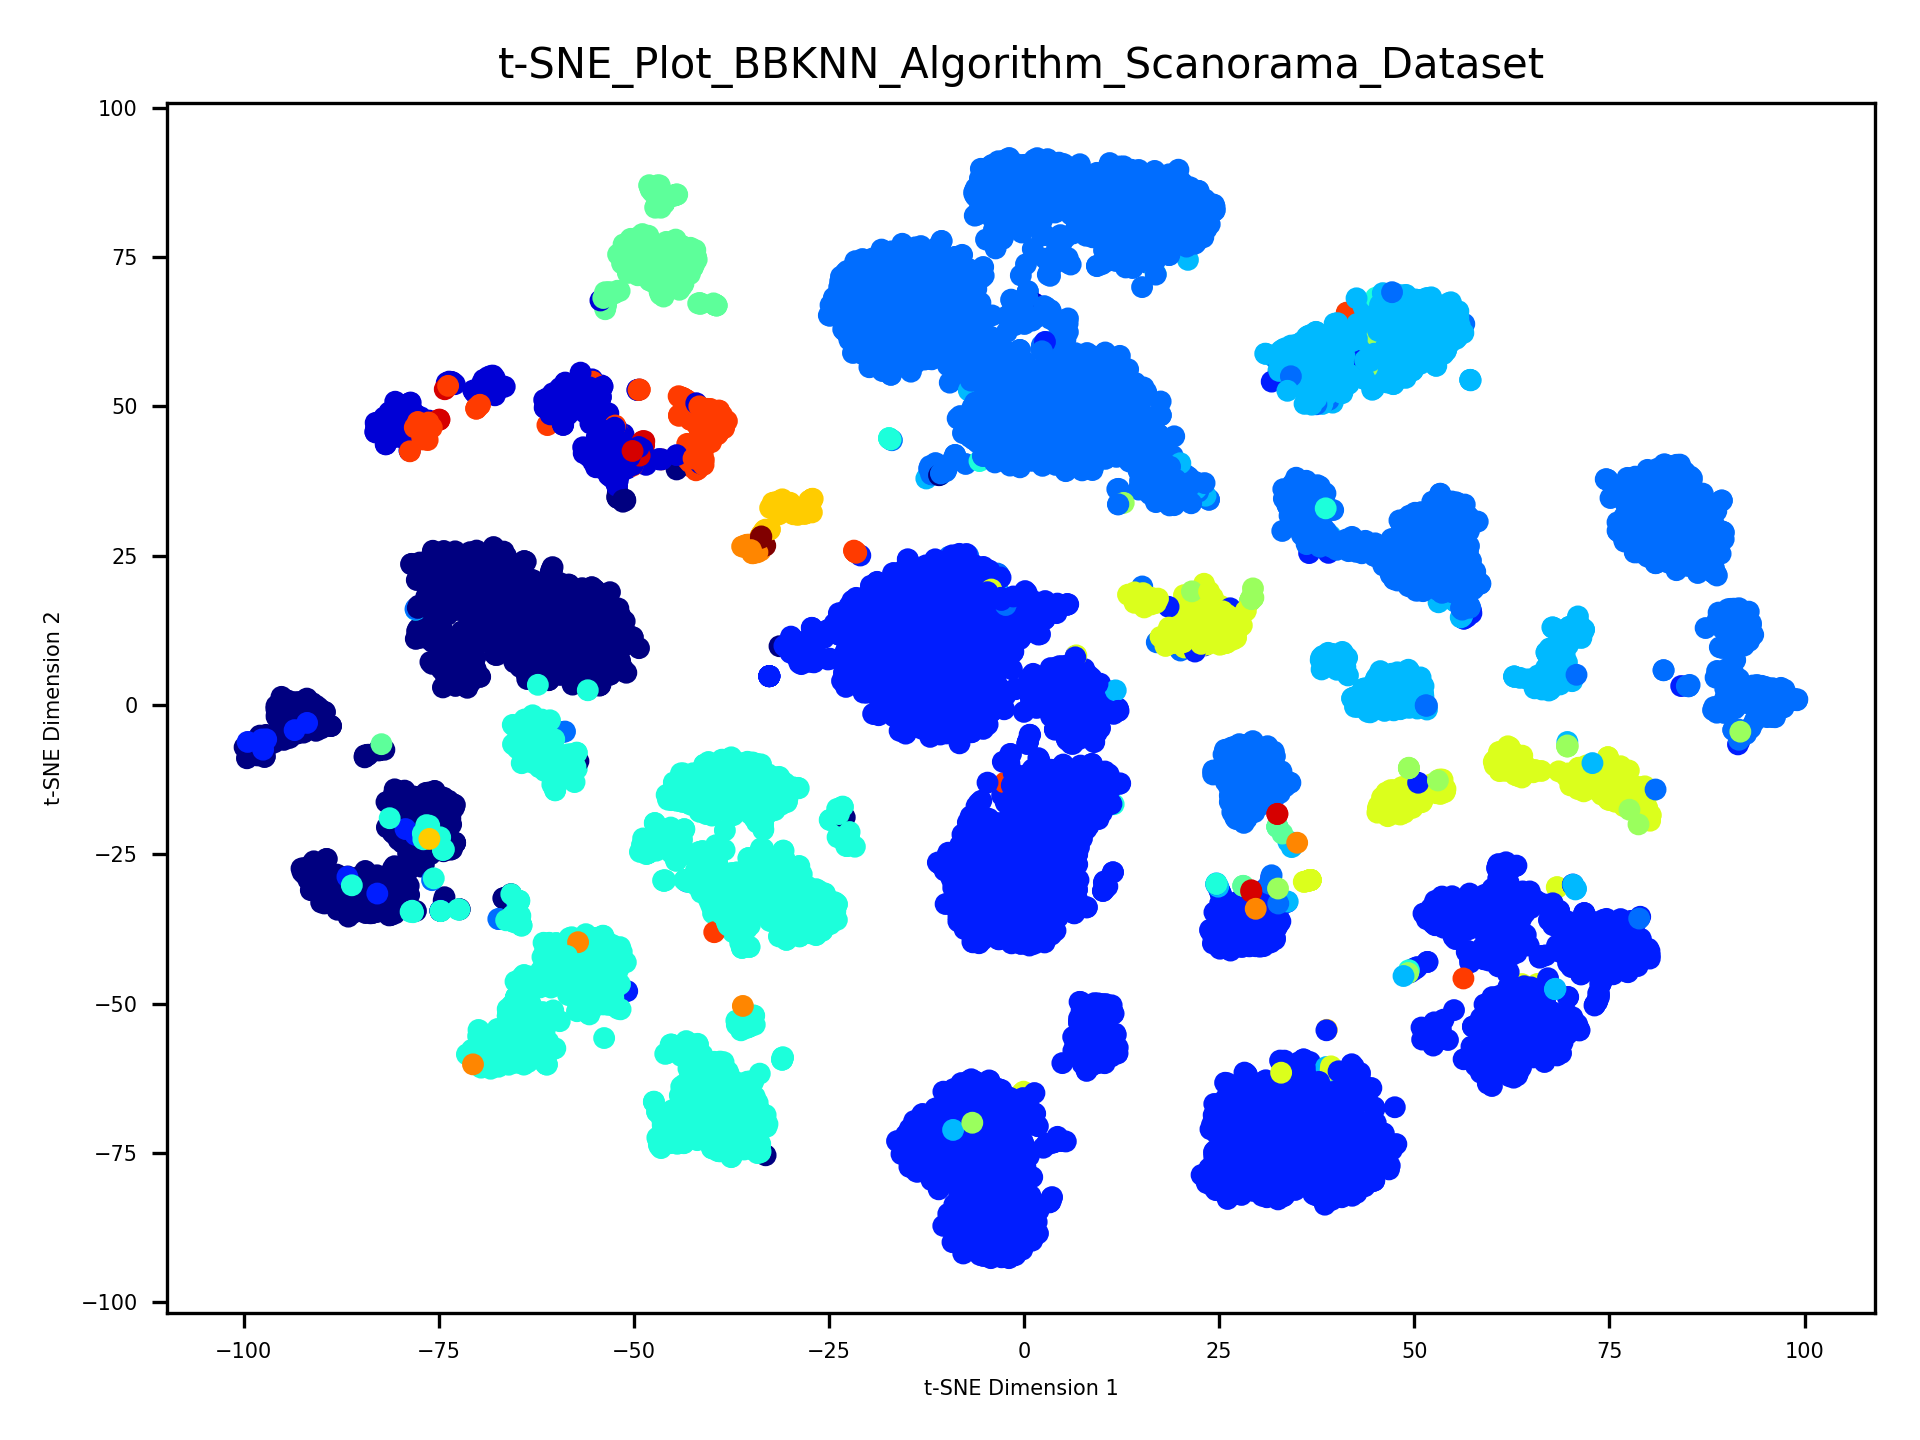 t-SNE_Plot_BBKNN_Algorithm_Scanorama_Dataset
100
75
50
25
0
−25
−50
−75
−100
t-SNE Dimension 2
−100 −75 −50 −25 0 25 50 75 100
t-SNE Dimension 1